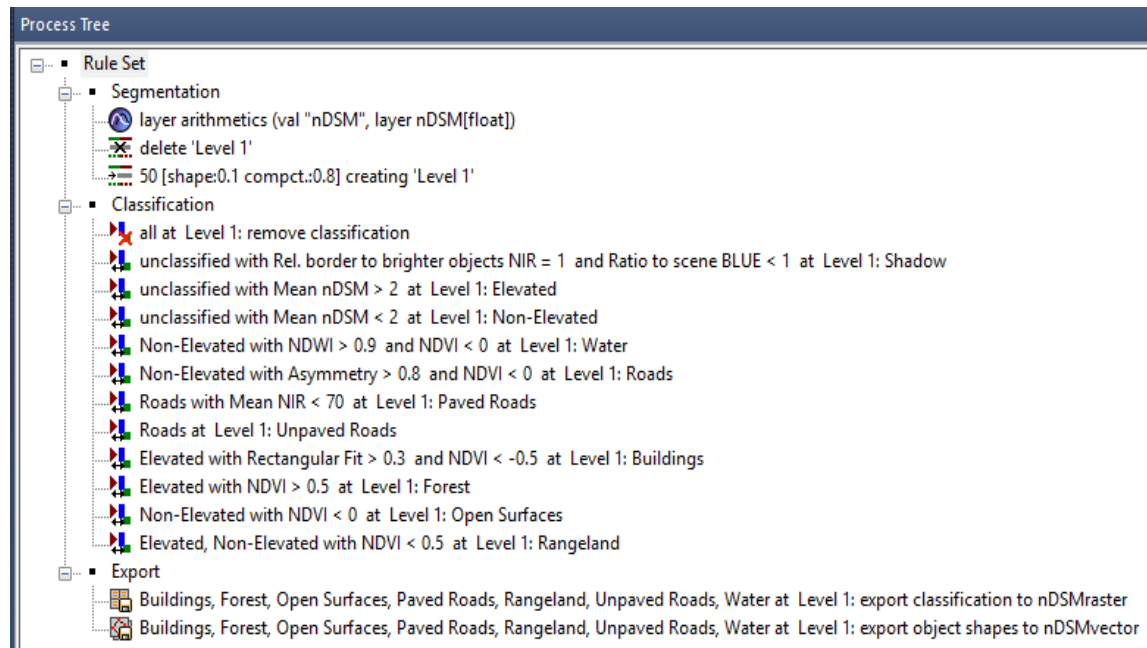 Process Tree
Rule Set
Segmentation
layer arithmetics (val "nDSM", layer nDSM[float])
delete 'Level 1'
50 [shape:0.1 compct.:0.8] creating 'Level 1'
Classification
all at Level 1: remove classification
unclassified with Rel. border to brighter objects NIR = 1 and Ratio to scene BLUE < 1 at Level 1: Shadow
unclassified with Mean nDSM > 2 at Level 1: Elevated
unclassified with Mean nDSM < 2 at Level 1: Non-Elevated
Non-Elevated with NDWI > 0.9 and NDVI < 0 at Level 1: Water
Non-Elevated with Asymmetry > 0.8 and NDVI < 0 at Level 1: Roads
Roads with Mean NIR < 70 at Level 1: Paved Roads
Roads at Level 1: Unpaved Roads
Elevated with Rectangular Fit > 0.3 and NDVI < -0.5 at Level 1: Buildings
Elevated with NDVI > 0.5 at Level 1: Forest
Non-Elevated with NDVI < 0 at Level 1: Open Surfaces
Elevated, Non-Elevated with NDVI < 0.5 at Level 1: Rangeland
Export
Buildings, Forest, Open Surfaces, Paved Roads, Rangeland, Unpaved Roads, Water at Level 1: export classification to nDSMraster
Buildings, Forest, Open Surfaces, Paved Roads, Rangeland, Unpaved Roads, Water at Level 1: export object shapes to nDSMvector